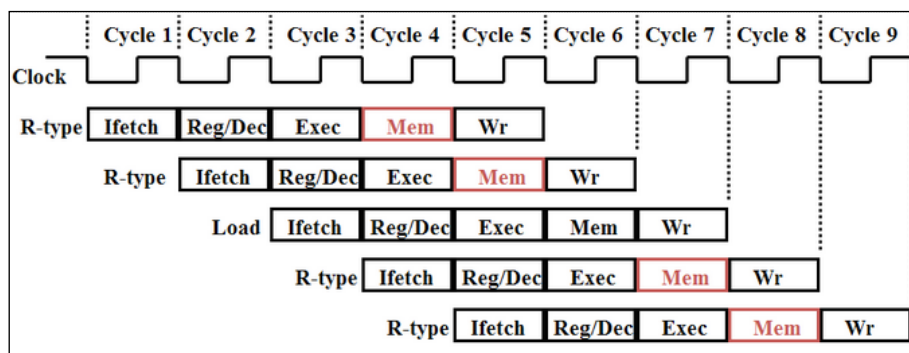 Cycle 1 Cycle 2 Cycle 3 Cycle 4 Cycle 5 Cycle 6 Cycle 7 Cycle 8 Cycle 9
Clock
R-type Ifetch Reg/Dec Exec Mem Wr
R-type Ifetch Reg/Dec Exec Mem Wr
Load Ifetch Reg/Dec Exec Mem Wr
R-type Ifetch Reg/Dec Exec Mem Wr
R-type Ifetch Reg/Dec Exec Mem Wr